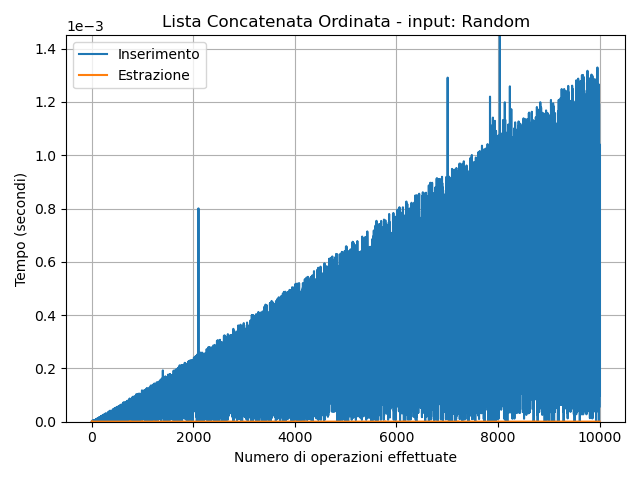 Lista Concatenata Ordinata - input: Random
1e−3
Inserimento
Estrazione
1.4
1.2
1.0
0.8
0.6
0.4
0.2
0.0
Tempo (secondi)
0 2000 4000 6000 8000 10000
Numero di operazioni effettuate